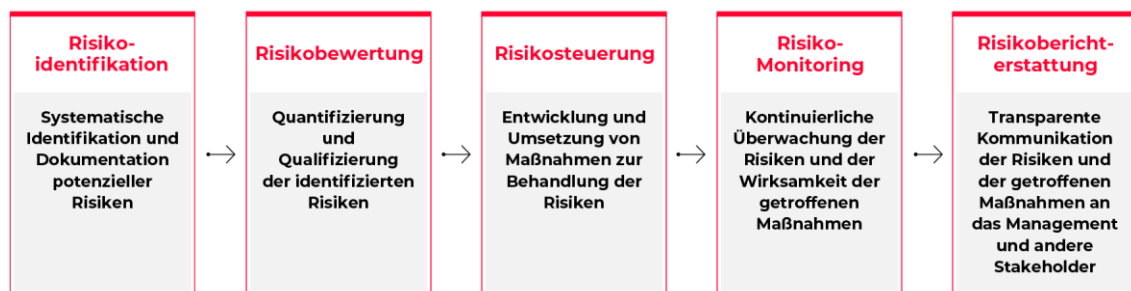 Risiko-
identifikation
Systematische
Identifikation und
Dokumentation
potenzieller
Risiken
Risikobewertung
Quantifizierung
und
Qualifizierung
der identifizierten
Risiken
Risikosteuerung
Entwicklung und
Umsetzung von
Maßnahmen zur
Behandlung der
Risiken
Risiko-
Monitoring
Kontinuierliche
Überwachung der
Risiken und der
Wirksamkeit der
getroffenen
Maßnahmen
Risikobericht-
erstattung
Transparente
Kommunikation
der Risiken und
der getroffenen
Maßnahmen an
das Management
und andere
Stakeholder